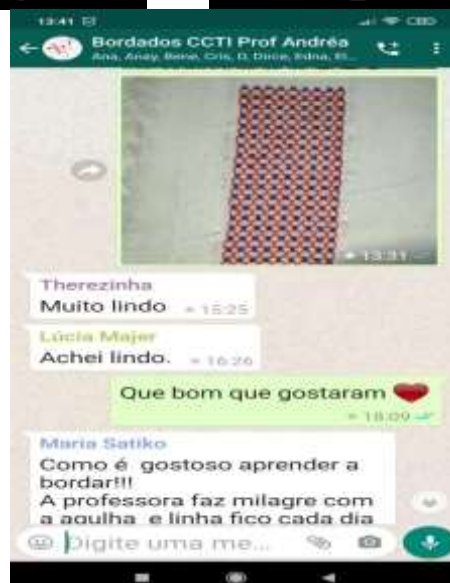 13:41
Bordados CCTI Prof Andréa
Ana, Anay, Bene, Cris, D, Dirce, Edna, El...
13:31
Therezinha
Muito lindo 15:25
Lúcia Majer
Achei lindo. 16:26
Que bom que gostaram
18:09
Maria Satiko
Como é gostoso aprender a
bordar!!!
A professora faz milagre com
a agulha e linha fico cada dia
Digite uma me...